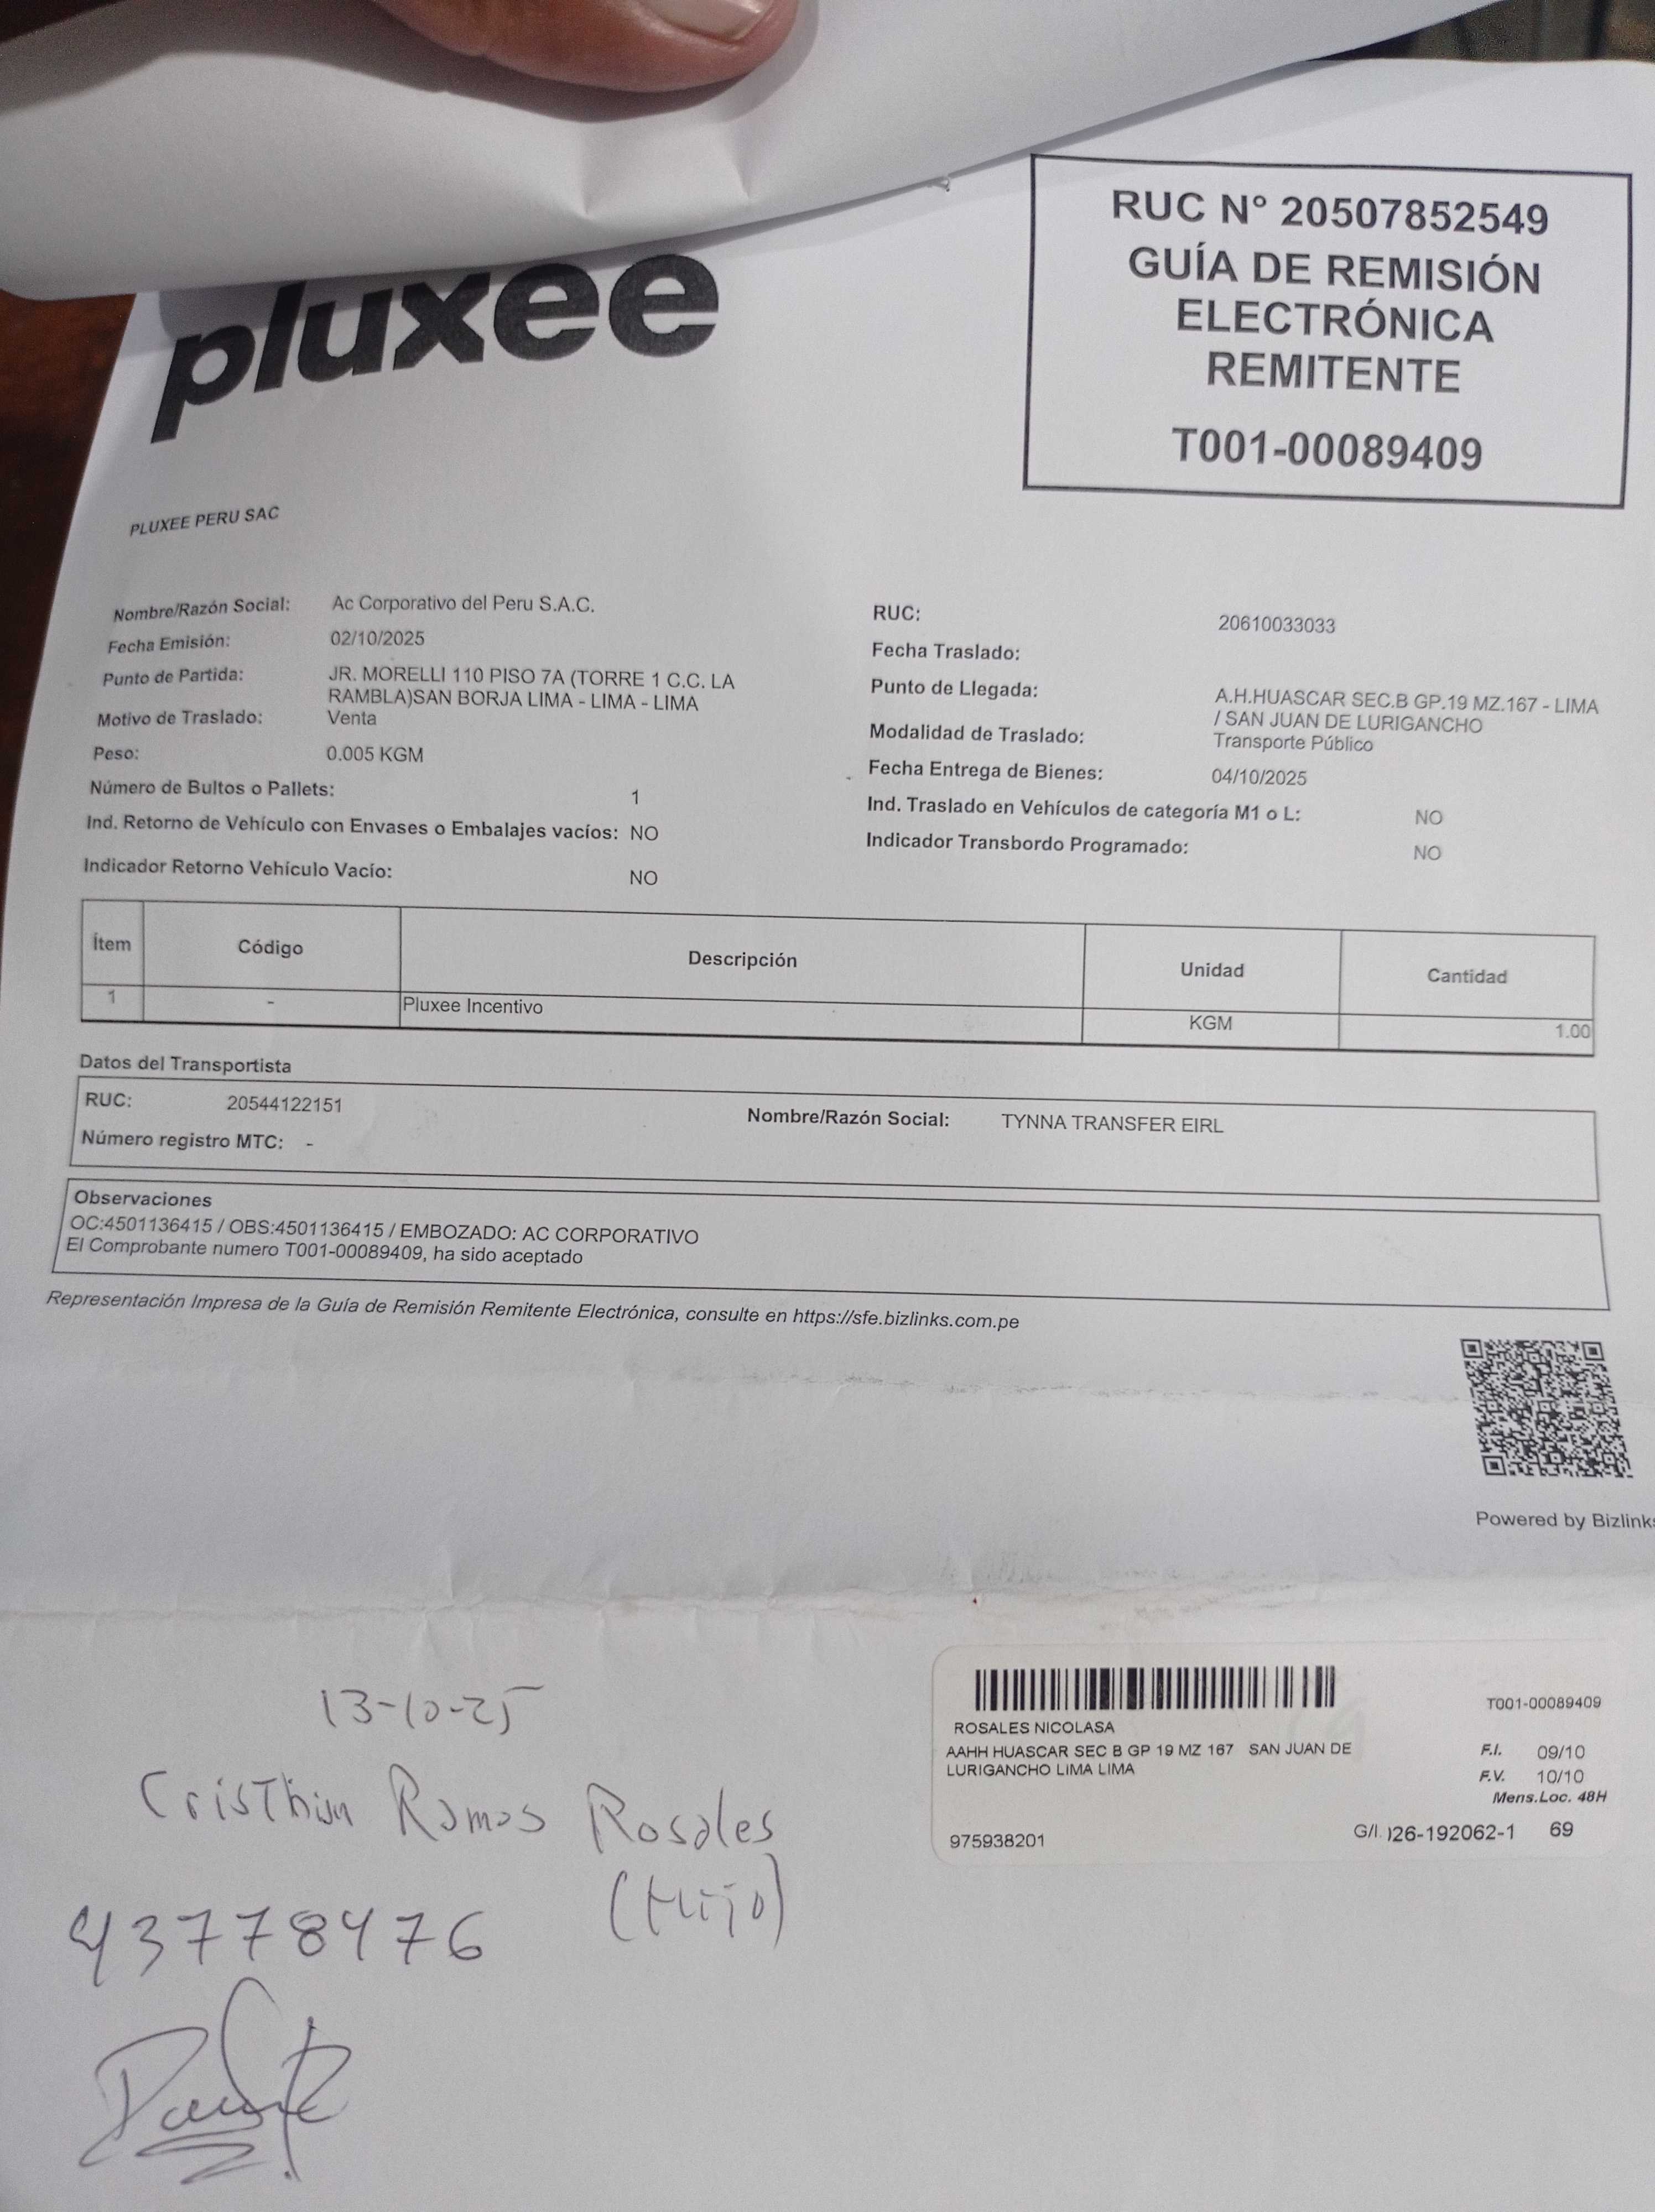 pluxee
RUC N° 20507852549
GUÍA DE REMISIÓN
ELECTRÓNICA
REMITENTE
T001-00089409
PLUXEE PERU SAC
Nombre/Razón Social: Ac Corporativo del Peru S.A.C.
Fecha Emisión: 02/10/2025
Punto de Partida: JR. MORELLI 110 PISO 7A (TORRE 1 C.C. LA
RAMBLA)SAN BORJA LIMA - LIMA - LIMA
Motivo de Traslado: Venta
Peso: 0.005 KGM
Número de Bultos o Pallets: 1
Ind. Retorno de Vehículo con Envases o Embalajes vacíos: NO
Indicador Retorno Vehículo Vacío: NO
RUC: 20610033033
Fecha Traslado:
Punto de Llegada: A.H.HUASCAR SEC.B GP.19 MZ.167 - LIMA
/ SAN JUAN DE LURIGANCHO
Modalidad de Traslado: Transporte Público
Fecha Entrega de Bienes: 04/10/2025
Ind. Traslado en Vehículos de categoría M1 o L: NO
Indicador Transbordo Programado: NO
Ítem Código Descripción Unidad Cantidad
1 - Pluxee Incentivo KGM 1.00
Datos del Transportista
RUC: 20544122151 Nombre/Razón Social: TYNNA TRANSFER EIRL
Número registro MTC: -
Observaciones
OC:4501136415 / OBS:4501136415 / EMBOZADO: AC CORPORATIVO
El Comprobante numero T001-00089409, ha sido aceptado
Representación Impresa de la Guía de Remisión Remitente Electrónica, consulte en https://sfe.bizlinks.com.pe
Powered by Bizlinks
T001-00089409
ROSALES NICOLASA
AAHH HUASCAR SEC B GP 19 MZ 167 SAN JUAN DE
LURIGANCHO LIMA LIMA
F.I. 09/10
F.V. 10/10
Mens.Loc. 48H
975938201 G/I. 026-192062-1 69
13-10-25
Cristhian Ramos Rosales
(Hijo)
43778476